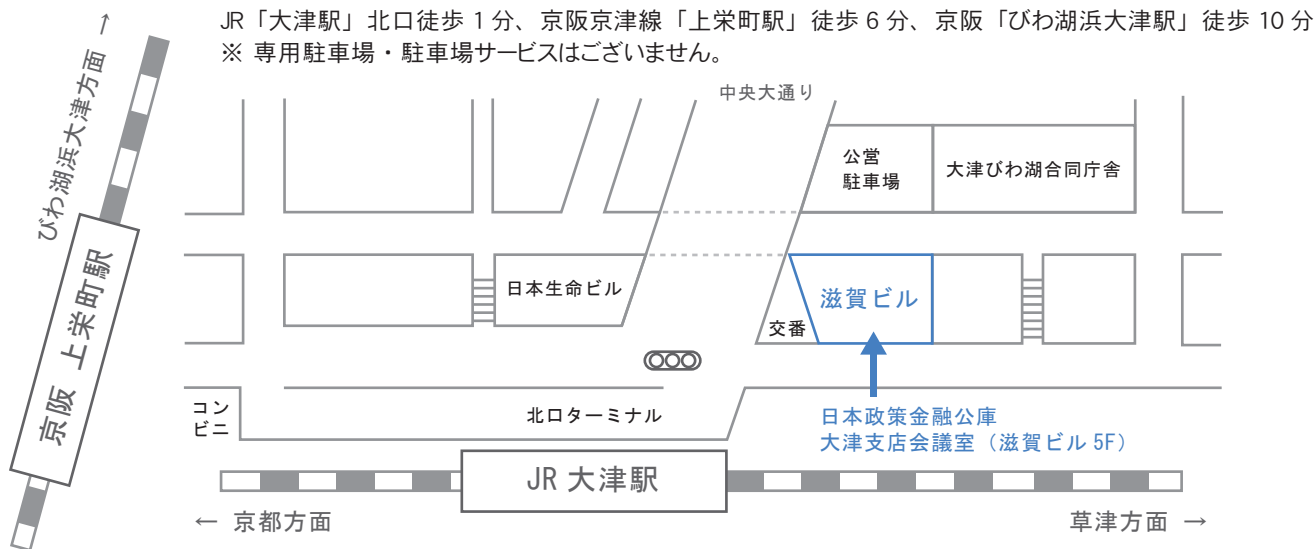 JR「大津駅」北口徒歩 1 分、京阪京津線「上栄町駅」徒歩 6 分、京阪「びわ湖浜大津駅」徒歩 10 分
※ 専用駐車場・駐車場サービスはございません。
びわ湖浜大津方面 →
中央大通り
公営
駐車場
大津びわ湖合同庁舎
京阪 上栄町駅
日本生命ビル
滋賀ビル
交番
コン
ビニ
北口ターミナル
日本政策金融公庫
大津支店会議室（滋賀ビル 5F）
JR 大津駅
← 京都方面
草津方面 →